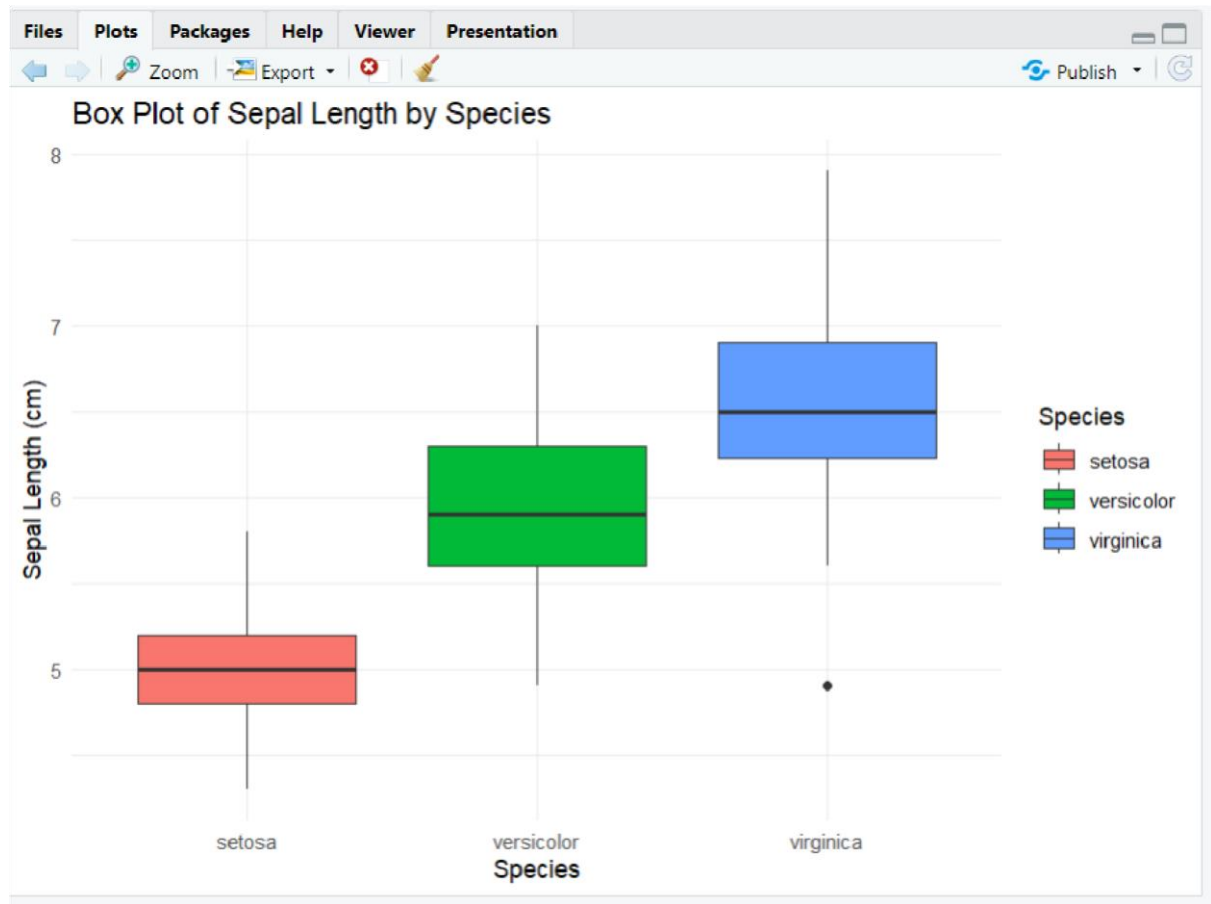 Files Plots Packages Help Viewer Presentation
Zoom Export Publish
Box Plot of Sepal Length by Species
8
7
6
5
Sepal Length (cm)
setosa versicolor virginica
Species
Species
setosa
versicolor
virginica